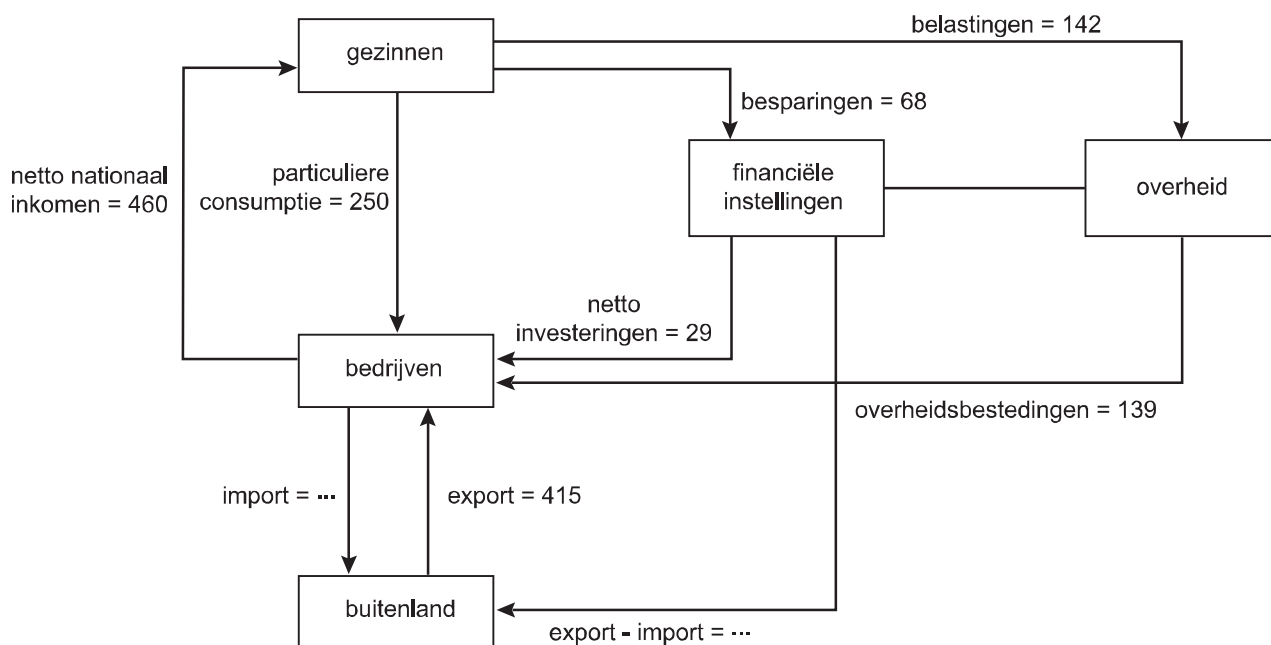 belastingen = 142
gezinnen
besparingen = 68
netto nationaal
inkomen = 460
particuliere
consumptie = 250
financiële
instellingen
overheid
netto
investeringen = 29
bedrijven
overheidsbestedingen = 139
import = ...
export = 415
buitenland
export - import = ...